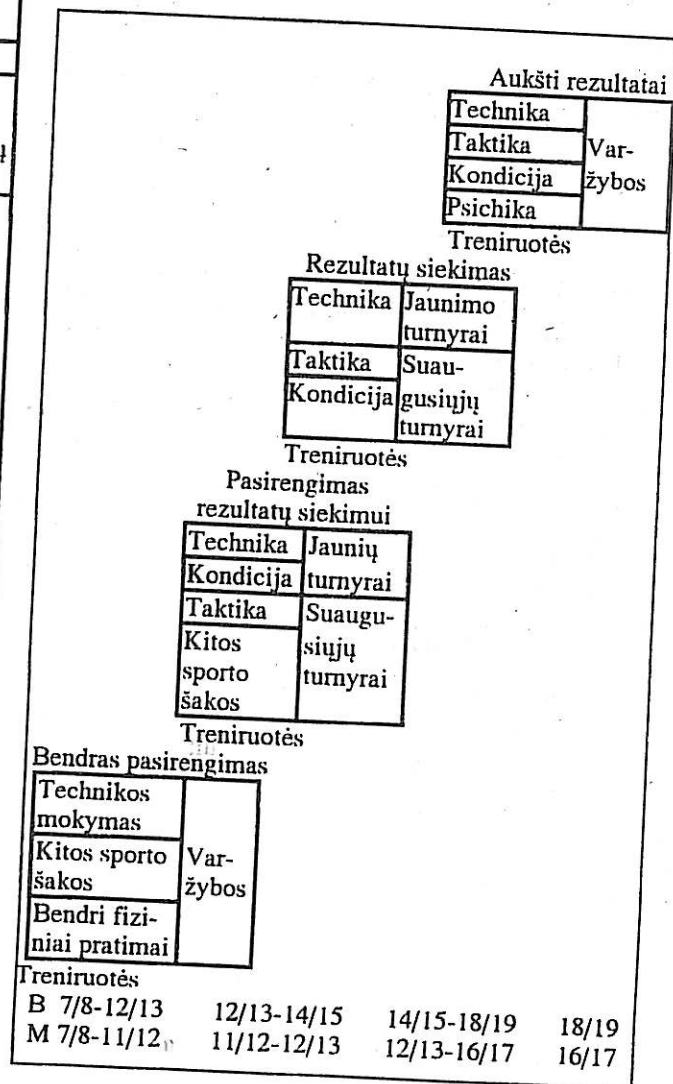 Aukšti rezultatai
Technika
Taktika
Kondicija
Psichika
Var-
žybos
Treniruotės
Rezultatų siekimas
Technika
Taktika
Kondicija
Jaunimo
turnyrai
Suau-
gusiųjų
turnyrai
Treniruotės
Pasirengimas
rezultatų siekimui
Technika
Kondicija
Taktika
Kitos
sporto
šakos
Jaunių
turnyrai
Suaugu-
siųjų
turnyrai
Treniruotės
Bendras pasirengimas
Technikos
mokymas
Kitos sporto
šakos
Bendri fizi-
niai pratimai
Var-
žybos
Treniruotės
B 7/8-12/13 12/13-14/15 14/15-18/19 18/19
M 7/8-11/12 11/12-12/13 12/13-16/17 16/17